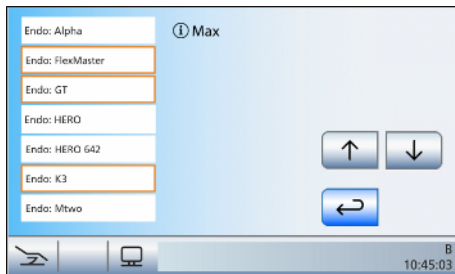 Endo: Alpha
Max
Endo: FlexMaster
Endo: GT
Endo: HERO
Endo: HERO 642
Endo: K3
Endo: Mtwo
B
10:45:03